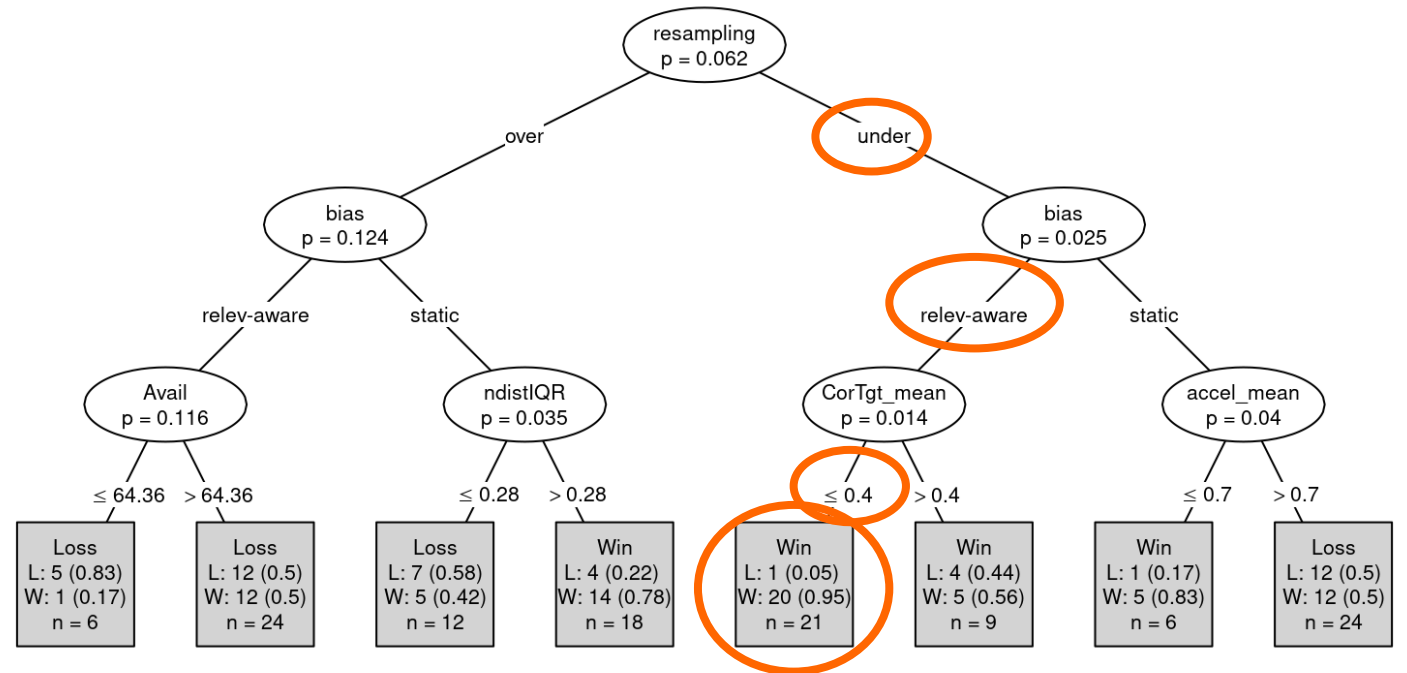 resampling
p = 0.062
over
under
bias
p = 0.124
bias
p = 0.025
relev-aware
static
relev-aware
static
Avail
p = 0.116
ndistIQR
p = 0.035
CorTgt_mean
p = 0.014
accel_mean
p = 0.04
≤ 64.36
> 64.36
≤ 0.28
> 0.28
≤ 0.4
> 0.4
≤ 0.7
> 0.7
Loss
L: 5 (0.83)
W: 1 (0.17)
n = 6
Loss
L: 12 (0.5)
W: 12 (0.5)
n = 24
Loss
L: 7 (0.58)
W: 5 (0.42)
n = 12
Win
L: 4 (0.22)
W: 14 (0.78)
n = 18
Win
L: 1 (0.05)
W: 20 (0.95)
n = 21
Win
L: 4 (0.44)
W: 5 (0.56)
n = 9
Win
L: 1 (0.17)
W: 5 (0.83)
n = 6
Loss
L: 12 (0.5)
W: 12 (0.5)
n = 24